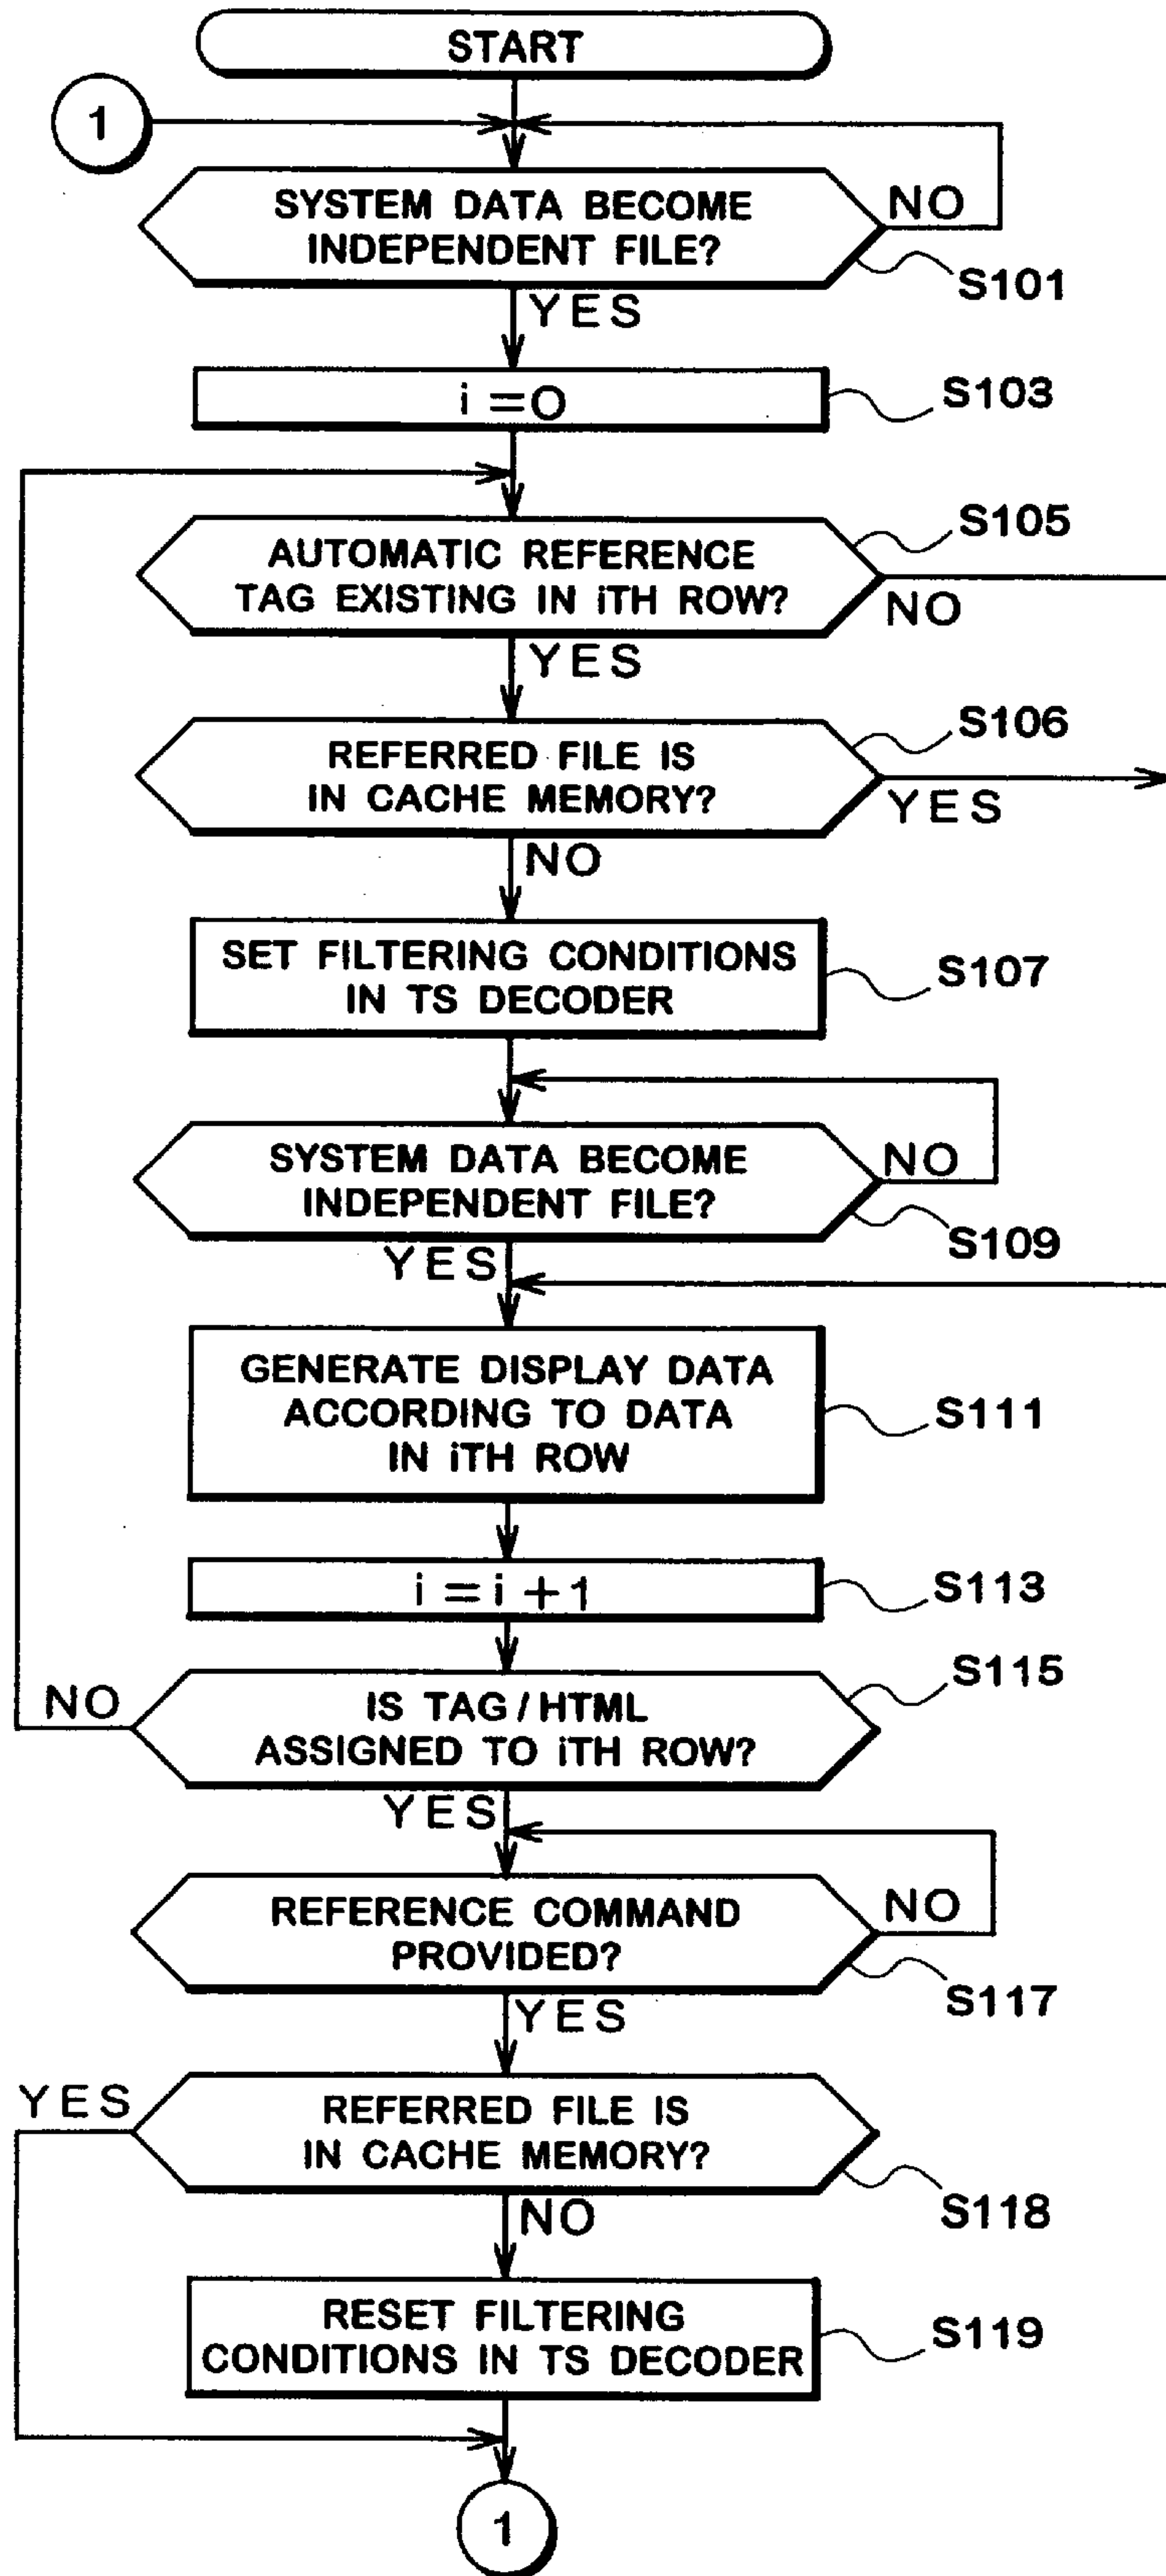 START
1
SYSTEM DATA BECOME
INDEPENDENT FILE?
NO
S101
YES
i=0
S103
S105
AUTOMATIC REFERENCE
TAG EXISTING IN iTH ROW?
NO
YES
S106
REFERRED FILE IS
IN CACHE MEMORY?
YES
NO
SET FILTERING CONDITIONS
IN TS DECODER
S107
SYSTEM DATA BECOME
INDEPENDENT FILE?
NO
S109
YES
GENERATE DISPLAY DATA
ACCORDING TO DATA
IN iTH ROW
S111
i=i+1
S113
S115
NO
IS TAG/HTML
ASSIGNED TO iTH ROW?
YES
REFERENCE COMMAND
PROVIDED?
NO
S117
YES
YES
REFERRED FILE IS
IN CACHE MEMORY?
S118
NO
RESET FILTERING
CONDITIONS IN TS DECODER
S119
1